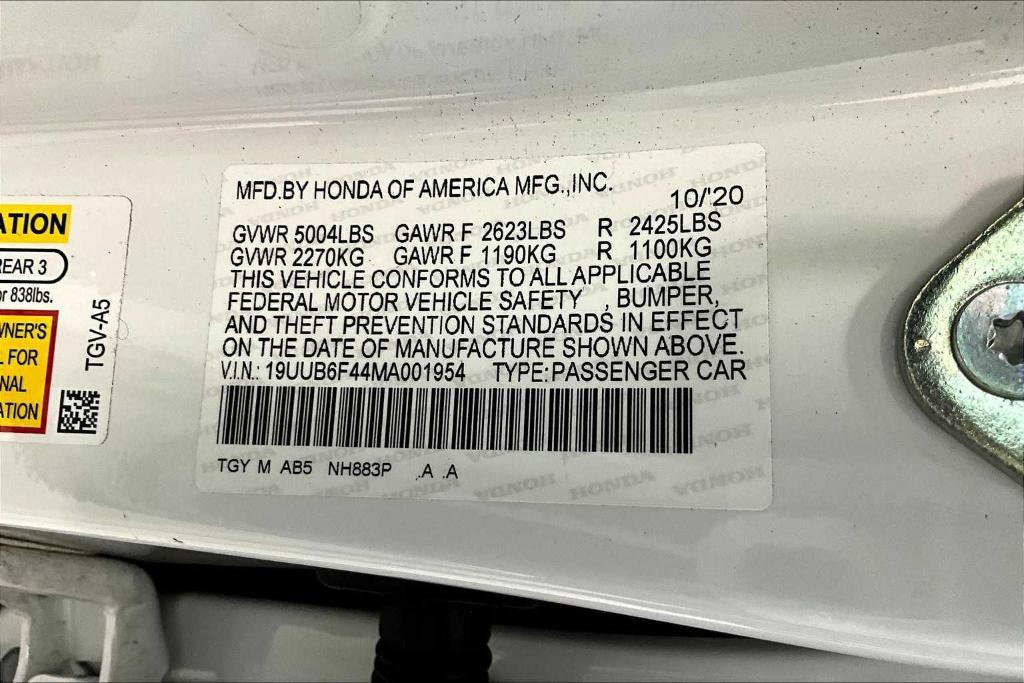 MFD.BY HONDA OF AMERICA MFG.,INC.
10/'20
GVWR 5004LBS GAWR F 2623LBS R 2425LBS
GVWR 2270KG GAWR F 1190KG R 1100KG
THIS VEHICLE CONFORMS TO ALL APPLICABLE
FEDERAL MOTOR VEHICLE SAFETY , BUMPER,
AND THEFT PREVENTION STANDARDS IN EFFECT
ON THE DATE OF MANUFACTURE SHOWN ABOVE.
V.I.N.: 19UUB6F44MA001954 TYPE:PASSENGER CAR
TGY M AB5 NH883P .A .A
HONDA
ATION
REAR 3
or 838lbs.
WNER'S
L FOR
NAL
ATION
TGV-A5